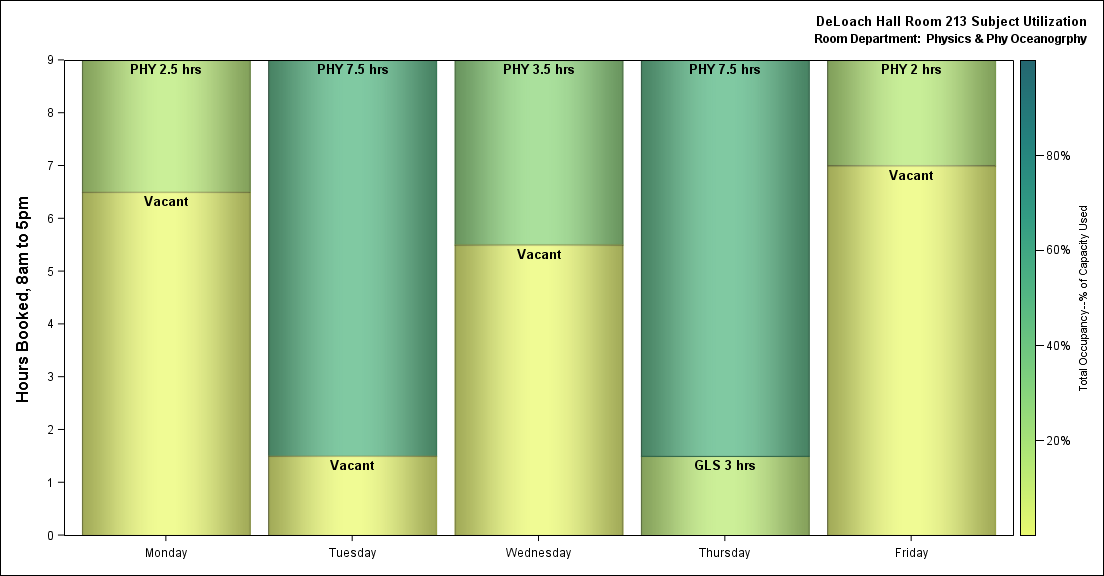 DeLoach Hall Room 213 Subject Utilization
Room Department: Physics & Phy Oceanogrphy
Hours Booked, 8am to 5pm
9
8
7
6
5
4
3
2
1
0
PHY 2.5 hrs
PHY 7.5 hrs
PHY 3.5 hrs
PHY 7.5 hrs
PHY 2 hrs
Vacant
Vacant
Vacant
GLS 3 hrs
Vacant
Monday
Tuesday
Wednesday
Thursday
Friday
80%
60%
40%
20%
Total Occupancy--% of Capacity Used